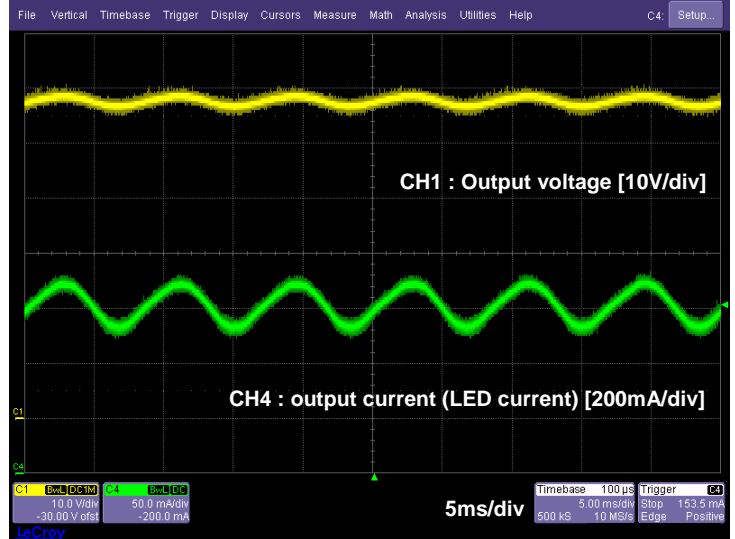 File Vertical Timebase Trigger Display Cursors Measure Math Analysis Utilities Help C4: Setup...
CH1 : Output voltage [10V/div]
CH4 : output current (LED current) [200mA/div]
C1
C4
5ms/div
C1 BwL DC1M
10.0 V/div
-30.00 V ofst
C4 BwL DC
50.0 mA/div
-200.0 mA
Timebase 100 µs
5.00 ms/div
500 kS 10 MS/s
Trigger C4
Stop 153.5 mA
Edge Positive
LeCroy